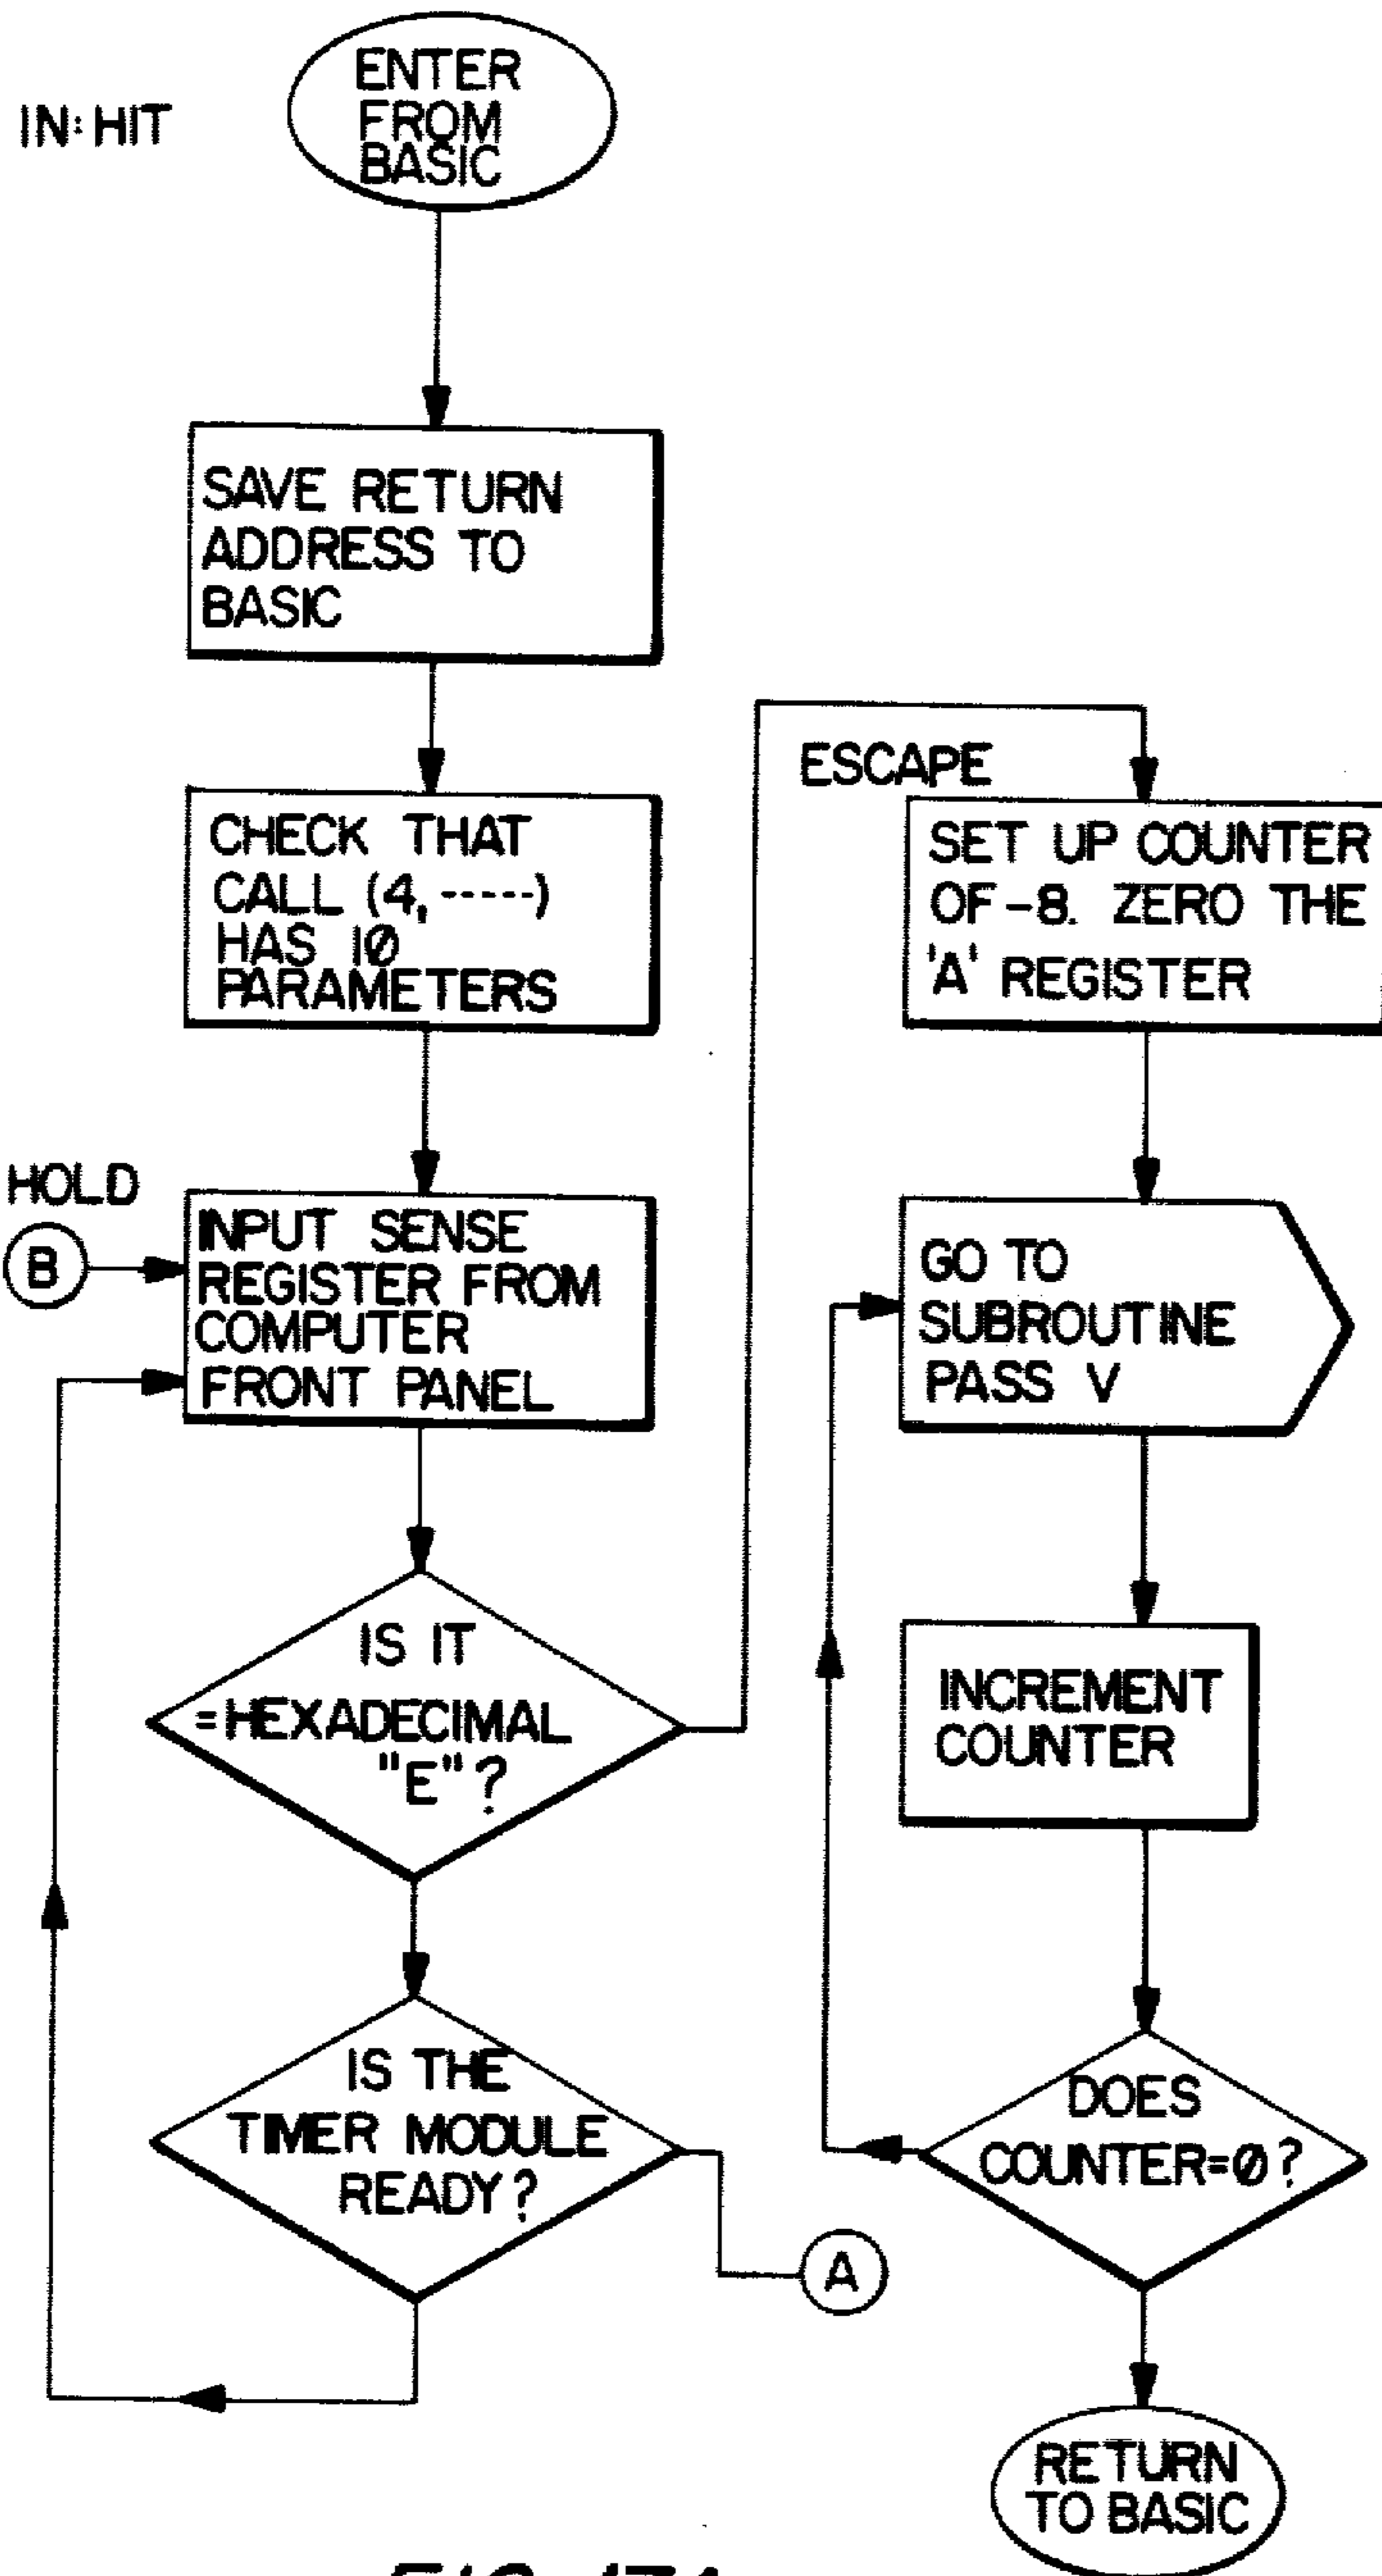 IN: HIT
ENTER
FROM
BASIC
SAVE RETURN
ADDRESS TO
BASIC
CHECK THAT
CALL (4, -----)
HAS 1Ø
PARAMETERS
HOLD
B
INPUT SENSE
REGISTER FROM
COMPUTER
FRONT PANEL
IS IT
=HEXADECIMAL
"E"?
IS THE
TIMER MODULE
READY?
A
ESCAPE
SET UP COUNTER
OF -8. ZERO THE
'A' REGISTER
GO TO
SUBROUTINE
PASS V
INCREMENT
COUNTER
DOES
COUNTER=Ø?
RETURN
TO BASIC